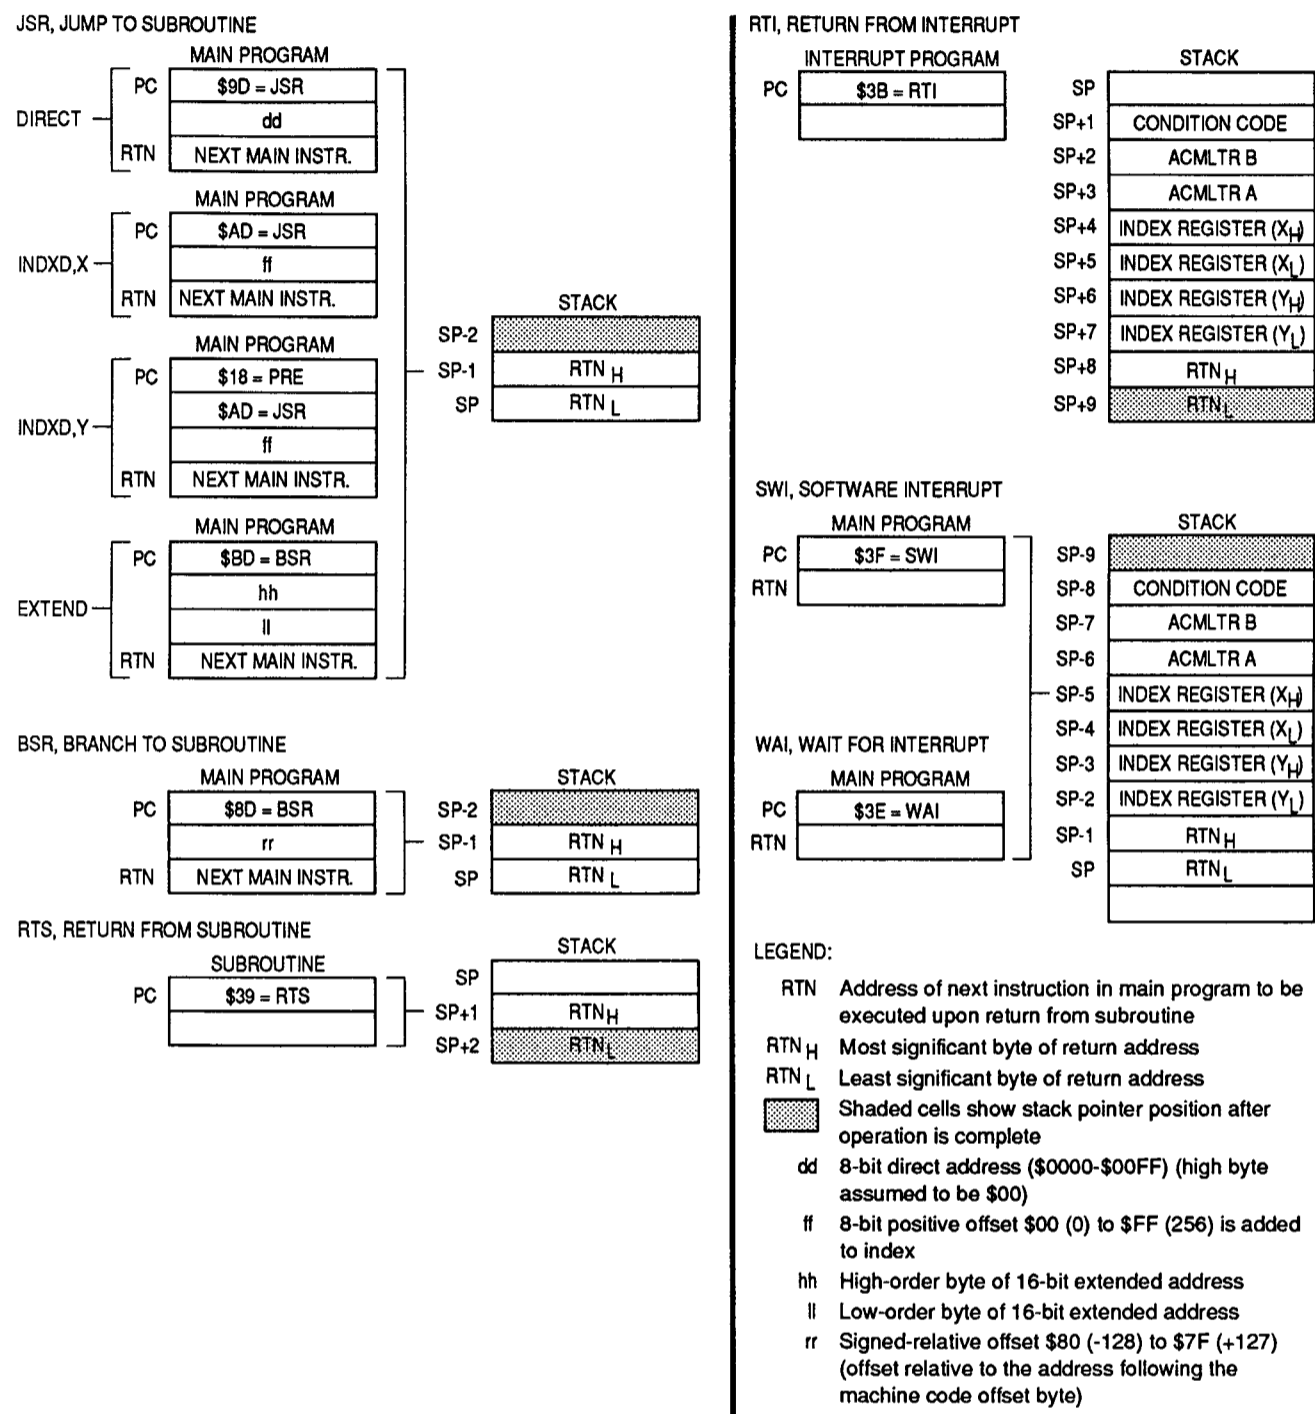 JSR, JUMP TO SUBROUTINE
MAIN PROGRAM
DIRECT
PC $9D = JSR
dd
RTN NEXT MAIN INSTR.
MAIN PROGRAM
INDXD,X
PC $AD = JSR
ff
RTN NEXT MAIN INSTR.
MAIN PROGRAM
INDXD,Y
PC $18 = PRE
$AD = JSR
ff
RTN NEXT MAIN INSTR.
MAIN PROGRAM
EXTEND
PC $BD = BSR
hh
ll
RTN NEXT MAIN INSTR.
STACK
SP-2
SP-1 RTN H
SP RTN L
BSR, BRANCH TO SUBROUTINE
MAIN PROGRAM
PC $8D = BSR
rr
RTN NEXT MAIN INSTR.
STACK
SP-2
SP-1 RTN H
SP RTN L
RTS, RETURN FROM SUBROUTINE
SUBROUTINE
PC $39 = RTS
STACK
SP
SP+1 RTNH
SP+2 RTNL
RTI, RETURN FROM INTERRUPT
INTERRUPT PROGRAM
PC $3B = RTI
STACK
SP
SP+1 CONDITION CODE
SP+2 ACMLTR B
SP+3 ACMLTR A
SP+4 INDEX REGISTER (XH)
SP+5 INDEX REGISTER (XL)
SP+6 INDEX REGISTER (YH)
SP+7 INDEX REGISTER (YL)
SP+8 RTNH
SP+9 RTNL
SWI, SOFTWARE INTERRUPT
MAIN PROGRAM
PC $3F = SWI
RTN
WAI, WAIT FOR INTERRUPT
MAIN PROGRAM
PC $3E = WAI
RTN
STACK
SP-9
SP-8 CONDITION CODE
SP-7 ACMLTR B
SP-6 ACMLTR A
SP-5 INDEX REGISTER (XH)
SP-4 INDEX REGISTER (XL)
SP-3 INDEX REGISTER (YH)
SP-2 INDEX REGISTER (YL)
SP-1 RTNH
SP RTNL
LEGEND:
RTN Address of next instruction in main program to be
executed upon return from subroutine
RTN H Most significant byte of return address
RTN L Least significant byte of return address
Shaded cells show stack pointer position after
operation is complete
dd 8-bit direct address ($0000-$00FF) (high byte
assumed to be $00)
ff 8-bit positive offset $00 (0) to $FF (256) is added
to index
hh High-order byte of 16-bit extended address
ll Low-order byte of 16-bit extended address
rr Signed-relative offset $80 (-128) to $7F (+127)
(offset relative to the address following the
machine code offset byte)